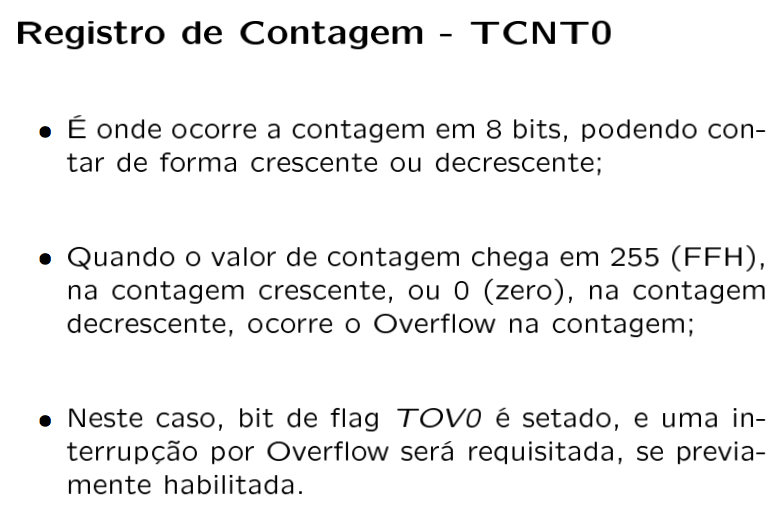 Registro de Contagem - TCNT0
• É onde ocorre a contagem em 8 bits, podendo con-
tar de forma crescente ou decrescente;
• Quando o valor de contagem chega em 255 (FFH),
na contagem crescente, ou 0 (zero), na contagem
decrescente, ocorre o Overflow na contagem;
• Neste caso, bit de flag TOV0 é setado, e uma in-
terrupção por Overflow será requisitada, se previa-
mente habilitada.